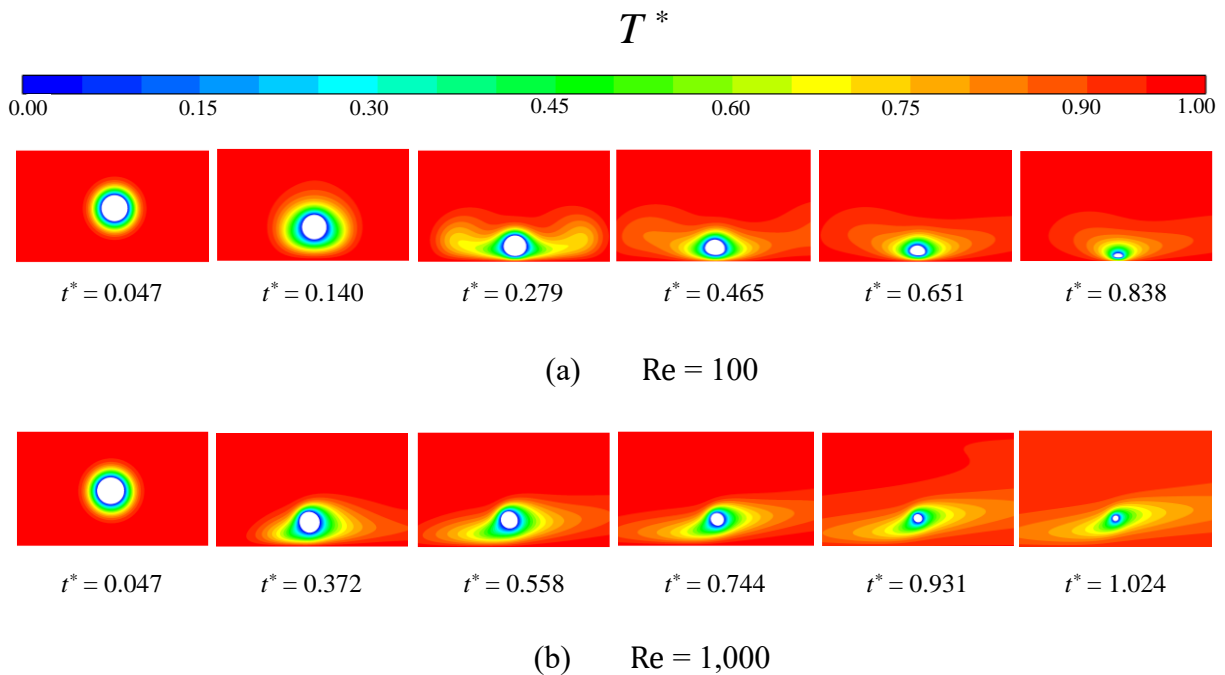 T *
0.00 0.15 0.30 0.45 0.60 0.75 0.90 1.00
t* = 0.047 t* = 0.140 t* = 0.279 t* = 0.465 t* = 0.651 t* = 0.838
(a) Re = 100
t* = 0.047 t* = 0.372 t* = 0.558 t* = 0.744 t* = 0.931 t* = 1.024
(b) Re = 1,000